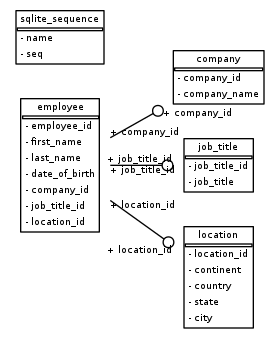 sqlite_sequence
- name
- seq
company
- company_id
- company_name
+ company_id
employee
- employee_id
- first_name
- last_name
- date_of_birth
- company_id
- job_title_id
- location_id
+ company_id
+ job_title_id
+ job_title_id
job_title
- job_title_id
- job_title
+ location_id
+ location_id
location
- location_id
- continent
- country
- state
- city